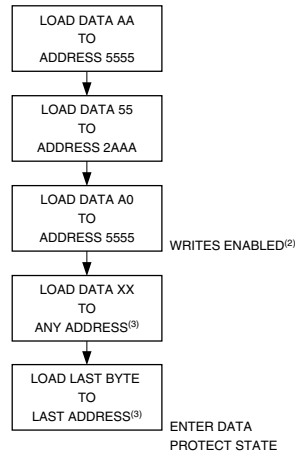 LOAD DATA AA
TO
ADDRESS 5555
LOAD DATA 55
TO
ADDRESS 2AAA
LOAD DATA A0
TO
ADDRESS 5555
WRITES ENABLED(2)
LOAD DATA XX
TO
ANY ADDRESS(3)
LOAD LAST BYTE
TO
LAST ADDRESS(3)
ENTER DATA
PROTECT STATE